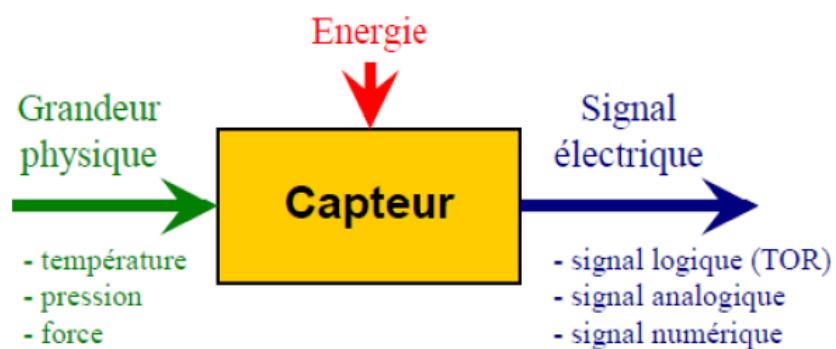 Energie
Grandeur
physique
Signal
électrique
Capteur
- température
- pression
- force
- signal logique (TOR)
- signal analogique
- signal numérique